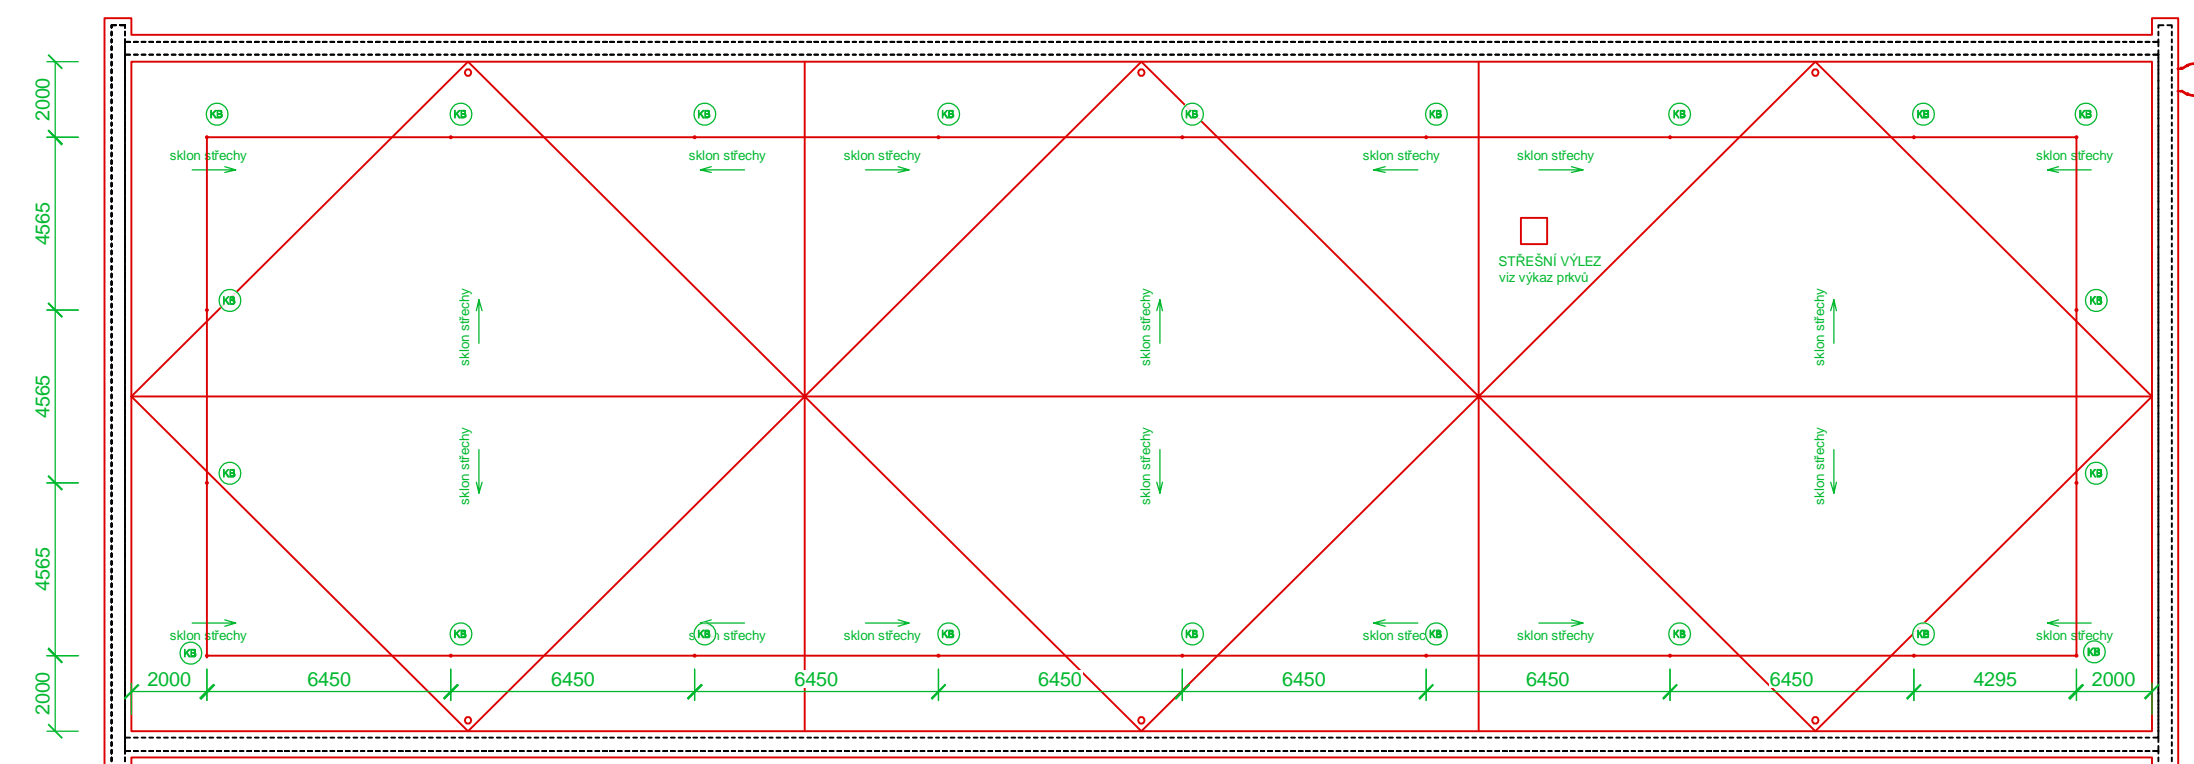 KB KB KB KB KB KB KB KB KB
2000
sklon střechy sklon střechy sklon střechy sklon střechy sklon střechy sklon střechy
4565
STŘEŠNÍ VÝLEZ
viz výkaz prvků
KB KB
sklon střechy sklon střechy sklon střechy
4565
sklon střechy sklon střechy sklon střechy
KB KB
4565
KB KB KB KB KB KB KB
sklon střechy sklon střechy sklon střechy sklon střechy sklon střechy sklon střechy
KB KB
2000
2000 6450 6450 6450 6450 6450 6450 6450 4295 2000